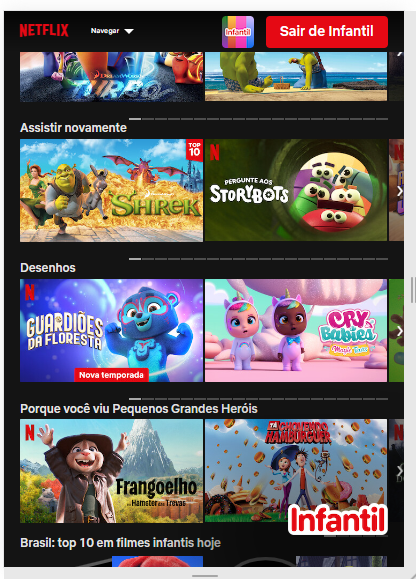 NETFLIX
Navegar
Infantil
Sair de Infantil
TURBO
Assistir novamente
TOP
10
SHREK
N
PERGUNTE AOS
STORYBOTS
Desenhos
N
GUARDIÕES
DA FLORESTA
Nova temporada
CRY
BABIES
Magic Tears
Porque você viu Pequenos Grandes Heróis
N
Frangoelho
e o Hamster das Trevas
TÁ CHOVENDO
HAMBURGUER
Infantil
Brasil: top 10 em filmes infantis hoje